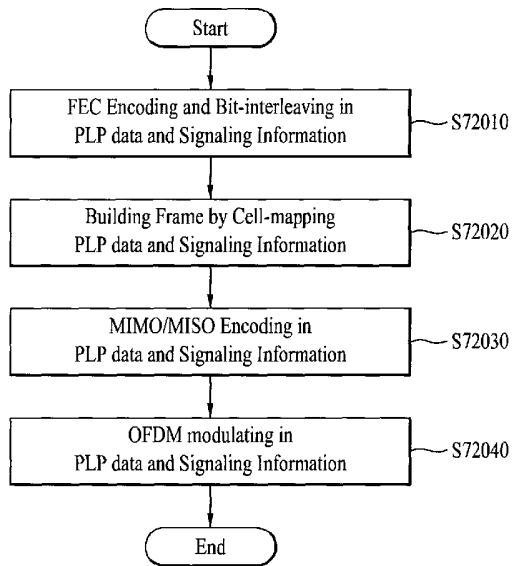 Start
FEC Encoding and Bit-interleaving in
PLP data and Signaling Information
S72010
Building Frame by Cell-mapping
PLP data and Signaling Information
S72020
MIMO/MISO Encoding in
PLP data and Signaling Information
S72030
OFDM modulating in
PLP data and Signaling Information
S72040
End